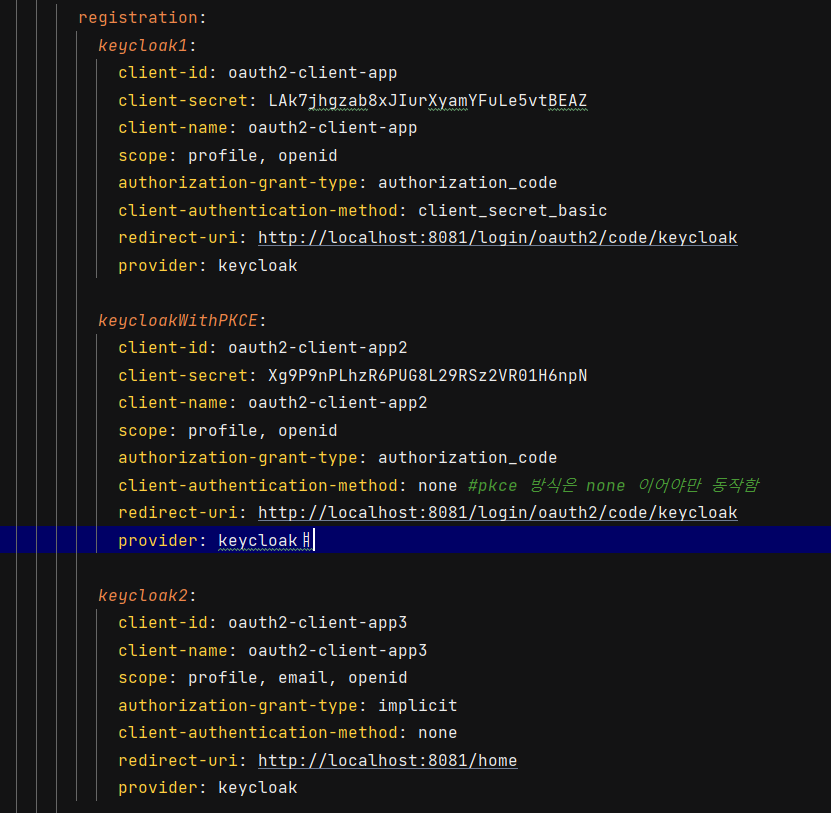 registration:
keycloak1:
client-id: oauth2-client-app
client-secret: LAk7jhgzab8xJIurXyamYFuLe5vtBEAZ
client-name: oauth2-client-app
scope: profile, openid
authorization-grant-type: authorization_code
client-authentication-method: client_secret_basic
redirect-uri: http://localhost:8081/login/oauth2/code/keycloak
provider: keycloak
keycloakWithPKCE:
client-id: oauth2-client-app2
client-secret: Xg9P9nPLhzR6PUG8L29RSz2VR01H6npN
client-name: oauth2-client-app2
scope: profile, openid
authorization-grant-type: authorization_code
client-authentication-method: none #pkce 방식은 none 이어야만 동작함
redirect-uri: http://localhost:8081/login/oauth2/code/keycloak
provider: keycloakㅑ
keycloak2:
client-id: oauth2-client-app3
client-name: oauth2-client-app3
scope: profile, email, openid
authorization-grant-type: implicit
client-authentication-method: none
redirect-uri: http://localhost:8081/home
provider: keycloak